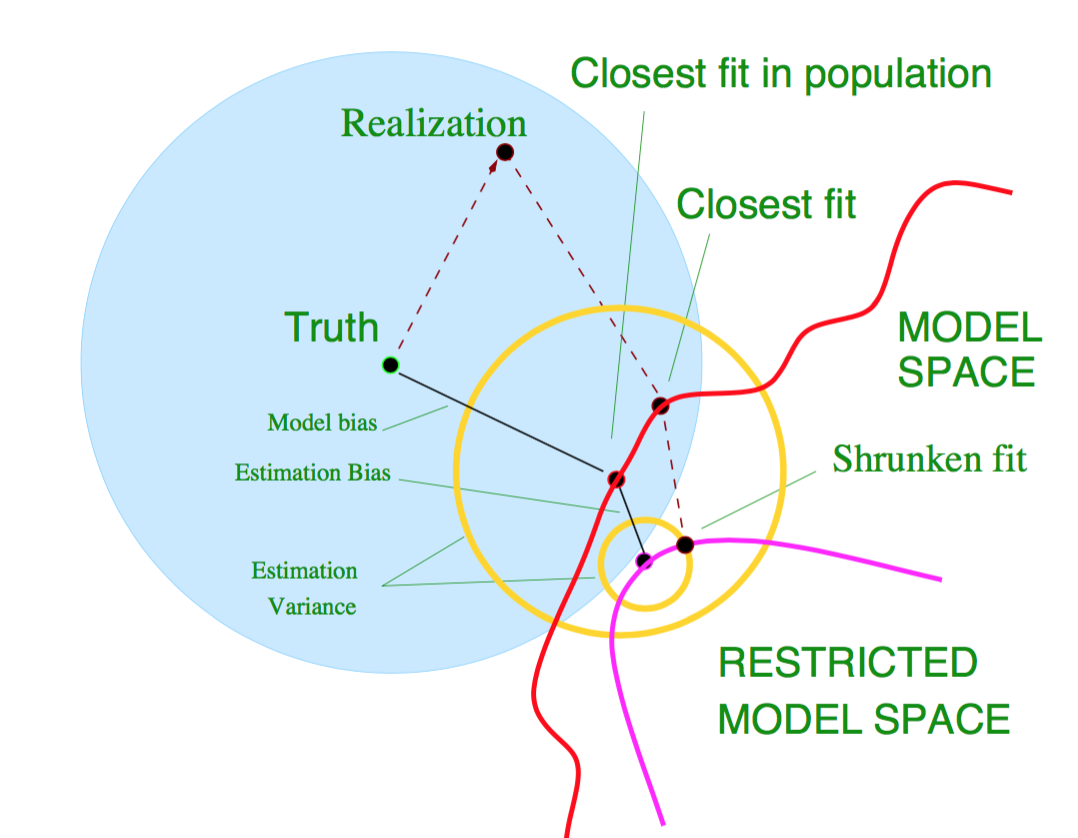 Closest fit in population
Realization
Closest fit
Truth
MODEL
SPACE
Model bias
Estimation Bias
Shrunken fit
Estimation
Variance
RESTRICTED
MODEL SPACE